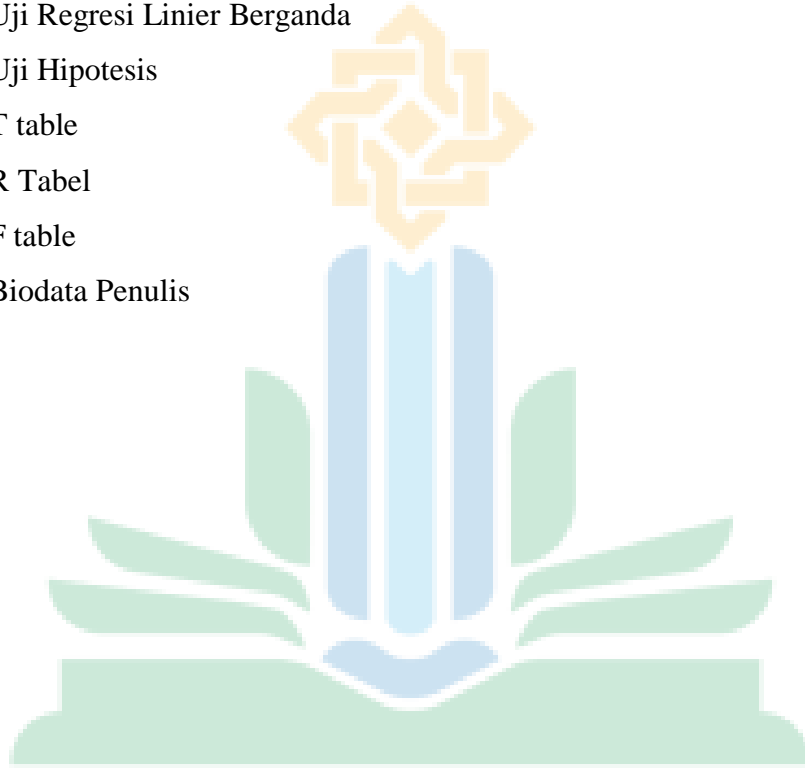 Uji Regresi Linier Berganda
Uji Hipotesis
T table
R Tabel
F table
Biodata Penulis